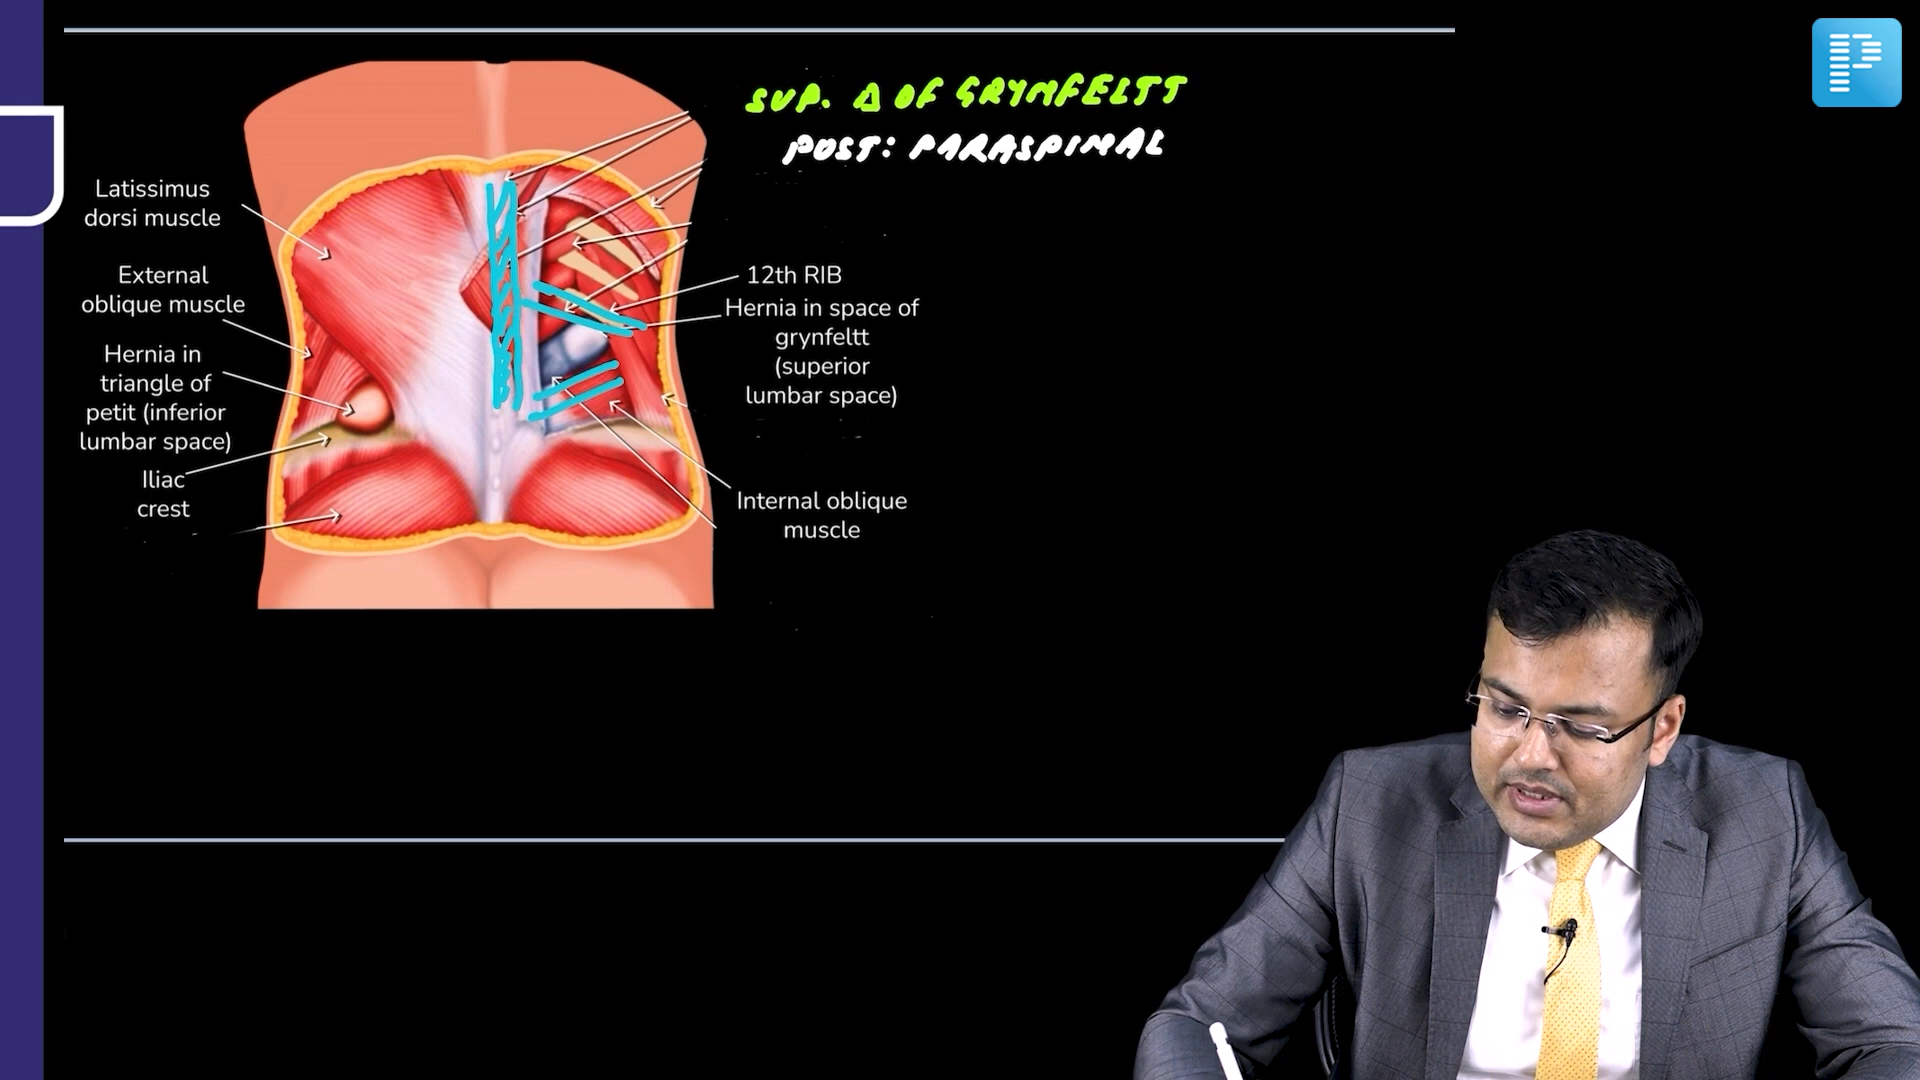 SUP. Δ OF GRYNFELTT
POST: PARASPINAL
Latissimus
dorsi muscle
External
oblique muscle
Hernia in
triangle of
petit (inferior
lumbar space)
Iliac
crest
12th RIB
Hernia in space of
grynfeltt
(superior
lumbar space)
Internal oblique
muscle